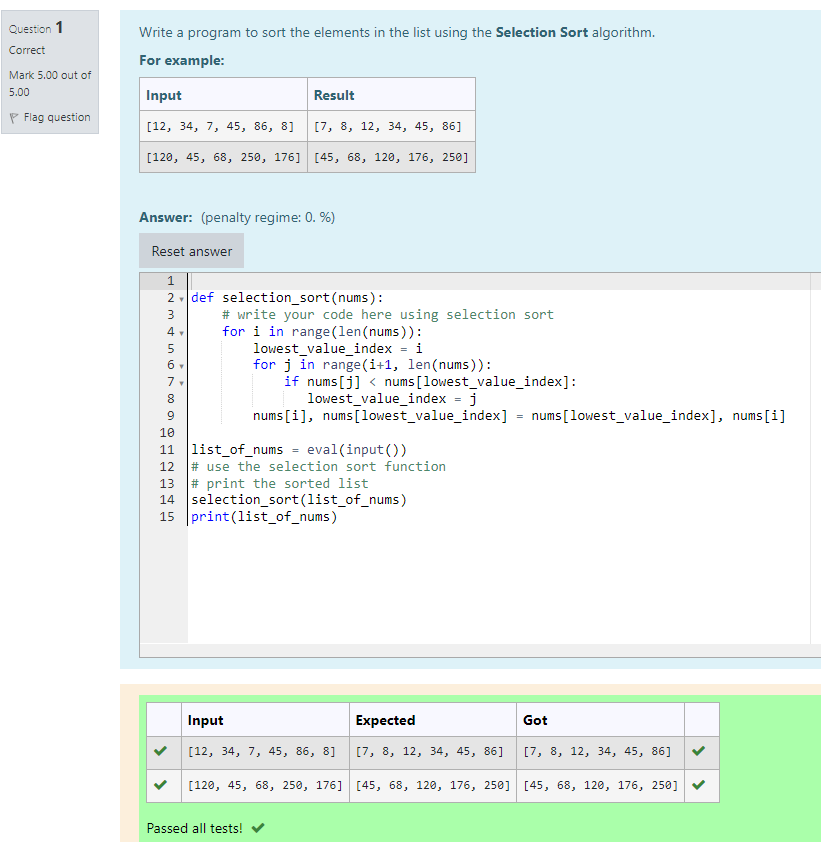 Question 1
Correct
Mark 5.00 out of
5.00
Flag question
Write a program to sort the elements in the list using the Selection Sort algorithm.
For example:
Input Result
[12, 34, 7, 45, 86, 8] [7, 8, 12, 34, 45, 86]
[120, 45, 68, 250, 176] [45, 68, 120, 176, 250]
Answer: (penalty regime: 0. %)
Reset answer
1
2 def selection_sort(nums):
3     # write your code here using selection sort
4     for i in range(len(nums)):
5         lowest_value_index = i
6         for j in range(i+1, len(nums)):
7             if nums[j] < nums[lowest_value_index]:
8                lowest_value_index = j
9         nums[i], nums[lowest_value_index] = nums[lowest_value_index], nums[i]
10
11 list_of_nums = eval(input())
12 # use the selection sort function
13 # print the sorted list
14 selection_sort(list_of_nums)
15 print(list_of_nums)
Input Expected Got
[12, 34, 7, 45, 86, 8] [7, 8, 12, 34, 45, 86] [7, 8, 12, 34, 45, 86]
[120, 45, 68, 250, 176] [45, 68, 120, 176, 250] [45, 68, 120, 176, 250]
Passed all tests!